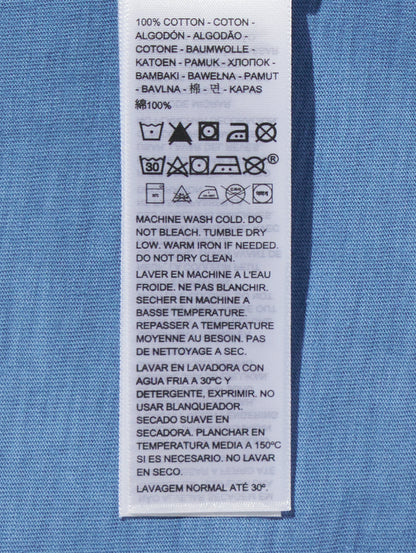 100% COTTON - COTON -
ALGODÓN - ALGODÃO -
COTONE - BAUMWOLLE -
KATOEN - PAMUK - ХЛОПОК -
BAMBAKI - BAWEŁNA - PAMUT
- BAVLNA - 棉 - 면 - KAPAS
綿100%
30
®
MACHINE WASH COLD. DO
NOT BLEACH. TUMBLE DRY
LOW. WARM IRON IF NEEDED.
DO NOT DRY CLEAN.
LAVER EN MACHINE A L'EAU
FROIDE. NE PAS BLANCHIR.
SECHER EN MACHINE A
BASSE TEMPERATURE.
REPASSER A TEMPERATURE
MOYENNE AU BESOIN. PAS
DE NETTOYAGE A SEC.
LAVAR EN LAVADORA CON
AGUA FRIA A 30ºC Y
DETERGENTE, EXPRIMIR. NO
USAR BLANQUEADOR.
SECADO SUAVE EN
SECADORA. PLANCHAR EN
TEMPERATURA MEDIA A 150ºC
SI ES NECESARIO. NO LAVAR
EN SECO.
LAVAGEM NORMAL ATÉ 30º.